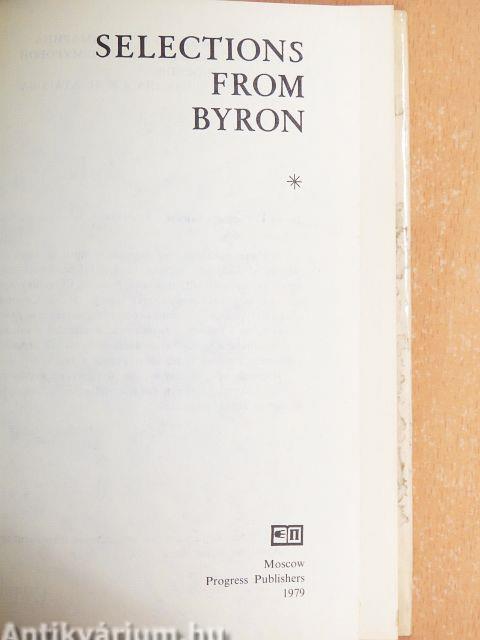 SELECTIONS
FROM
BYRON
*
Moscow
Progress Publishers
1979
Antikvárium.hu